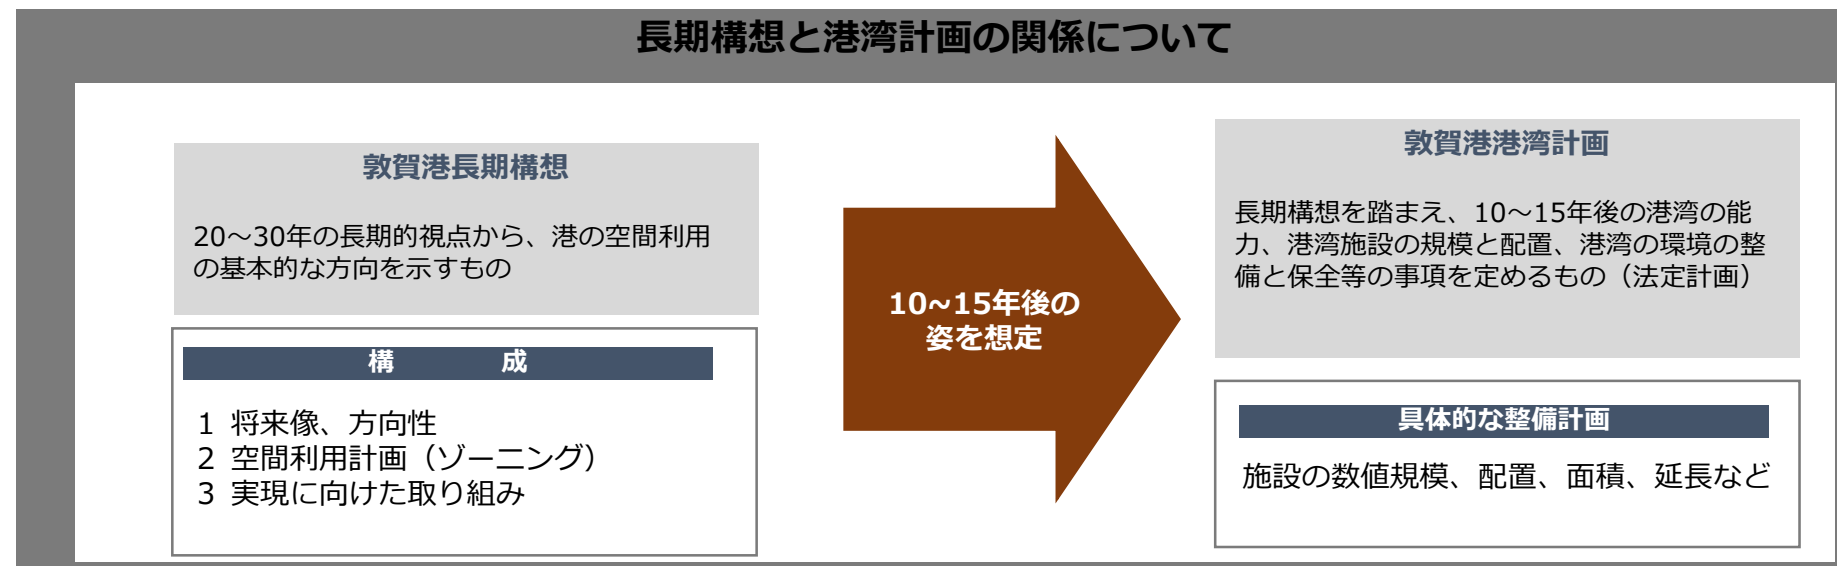 長期構想と港湾計画の関係について
敦賀港長期構想
20～30年の長期的視点から、港の空間利用
の基本的な方向を示すもの
構　　　　成
1 将来像、方向性
2 空間利用計画（ゾーニング）
3 実現に向けた取り組み
10~15年後の
姿を想定
敦賀港港湾計画
長期構想を踏まえ、10～15年後の港湾の能
力、港湾施設の規模と配置、港湾の環境の整
備と保全等の事項を定めるもの（法定計画）
具体的な整備計画
施設の数値規模、配置、面積、延長など